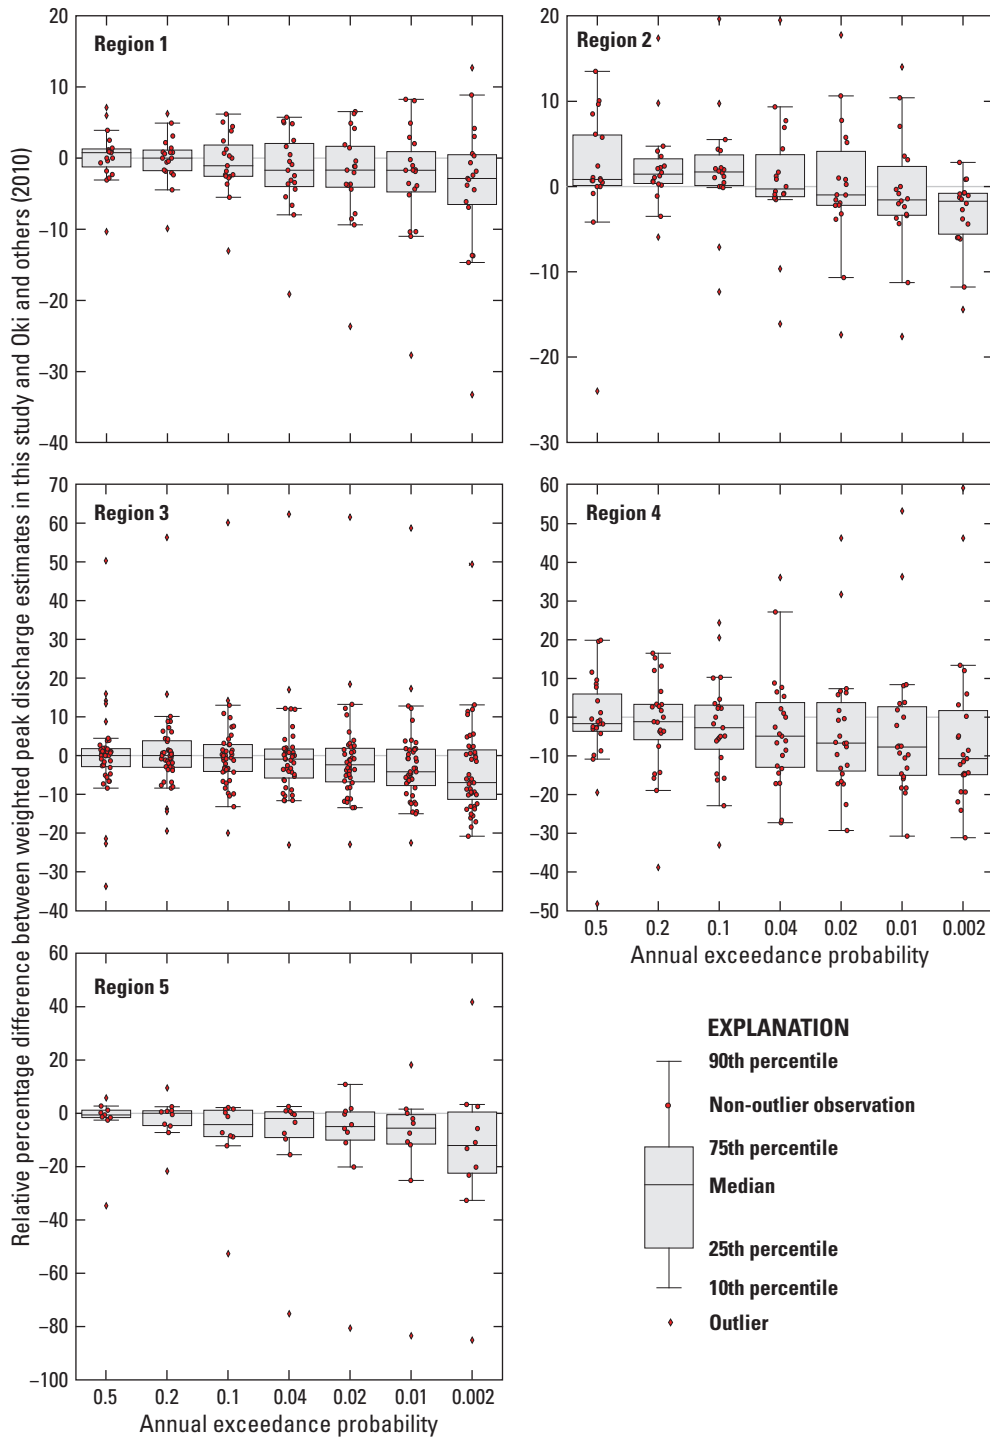 Relative percentage difference between weighted peak discharge estimates in this study and Oki and others (2010)
Region 1
20
10
0
−10
−20
−30
−40
Region 2
20
10
0
−10
−20
−30
Region 3
70
60
50
40
30
20
10
0
−10
−20
−30
−40
Region 4
60
50
40
30
20
10
0
−10
−20
−30
−40
−50
0.5 0.2 0.1 0.04 0.02 0.01 0.002
Annual exceedance probability
Region 5
60
40
20
0
−20
−40
−60
−80
−100
0.5 0.2 0.1 0.04 0.02 0.01 0.002
Annual exceedance probability
EXPLANATION
90th percentile
Non-outlier observation
75th percentile
Median
25th percentile
10th percentile
Outlier